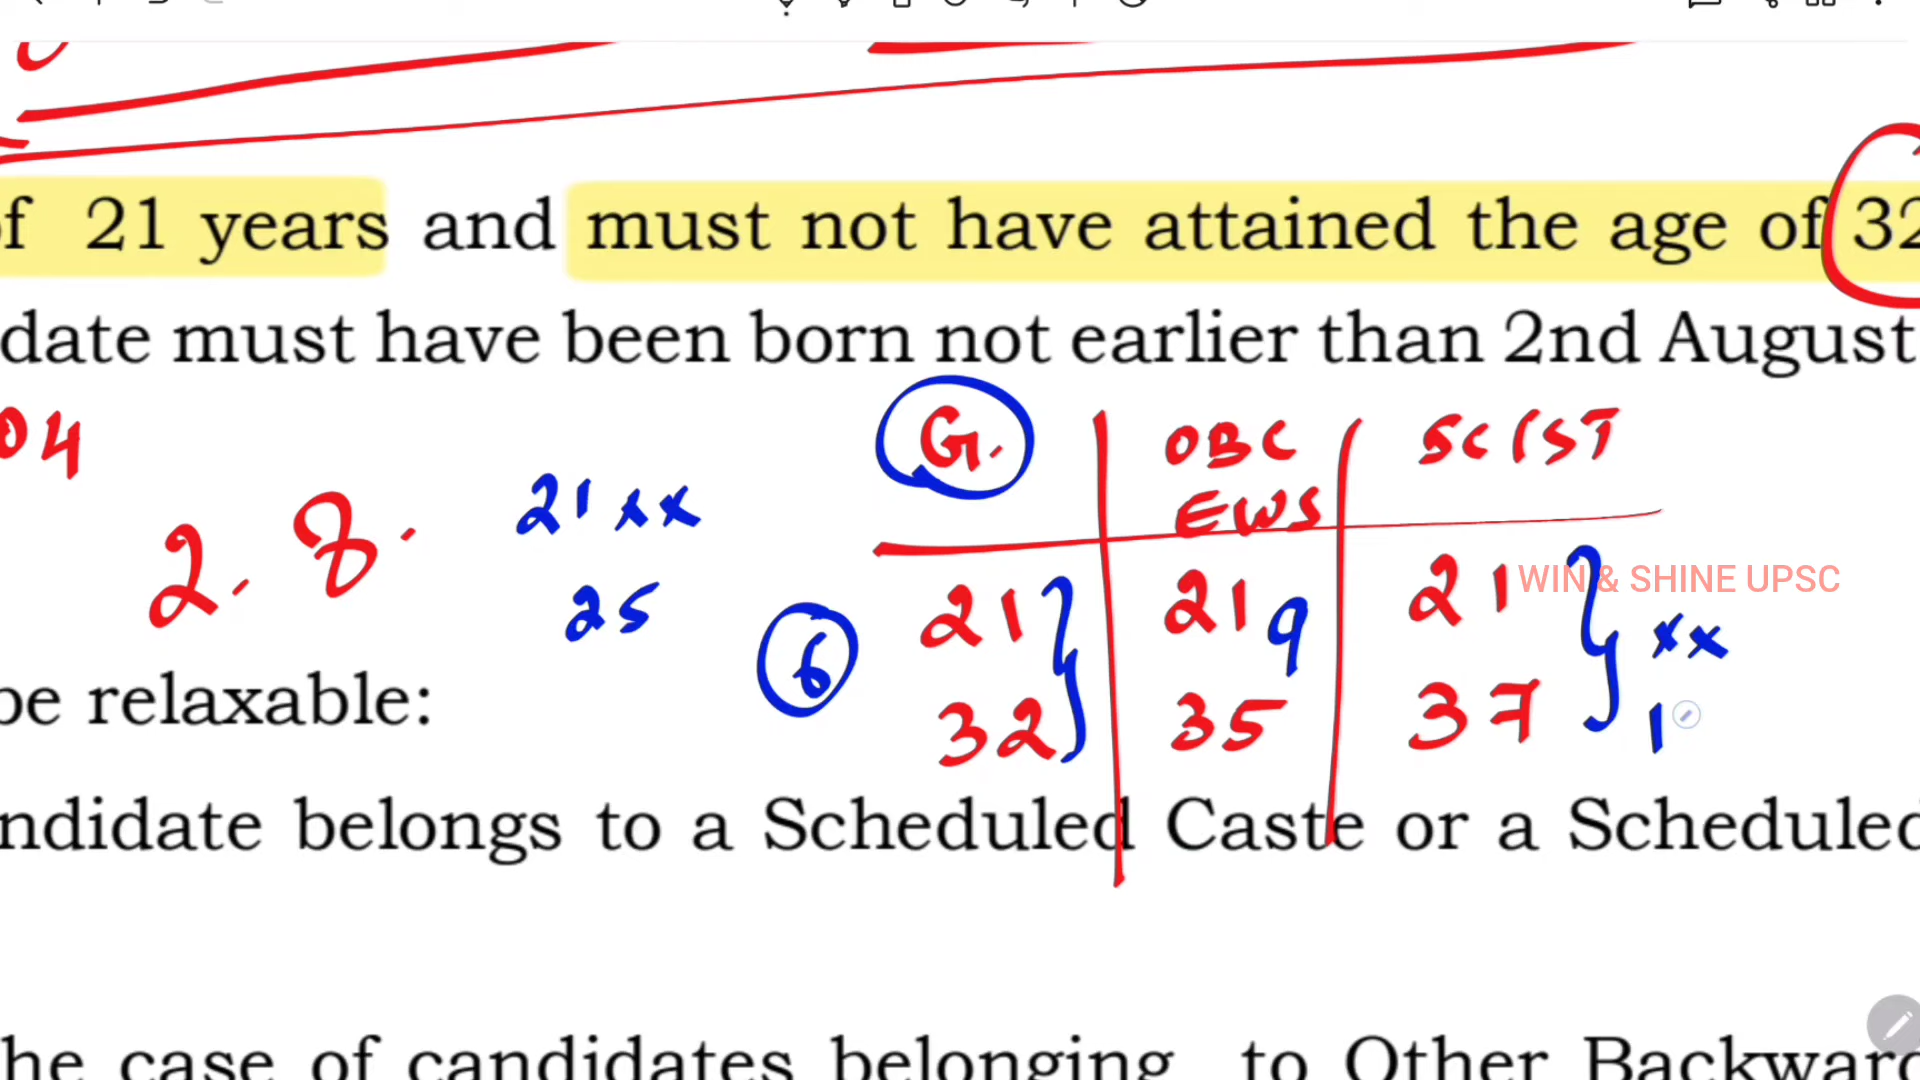 of 21 years and must not have attained the age of 32
date must have been born not earlier than 2nd August
04
G.
OBC
EWS
SC/ST
2. 8.
21 xx
25
6
21
32
21 9
35
21
37
xx
1
WIN & SHINE UPSC
be relaxable:
ndidate belongs to a Scheduled Caste or a Scheduled
he case of candidates belonging to Other Backward